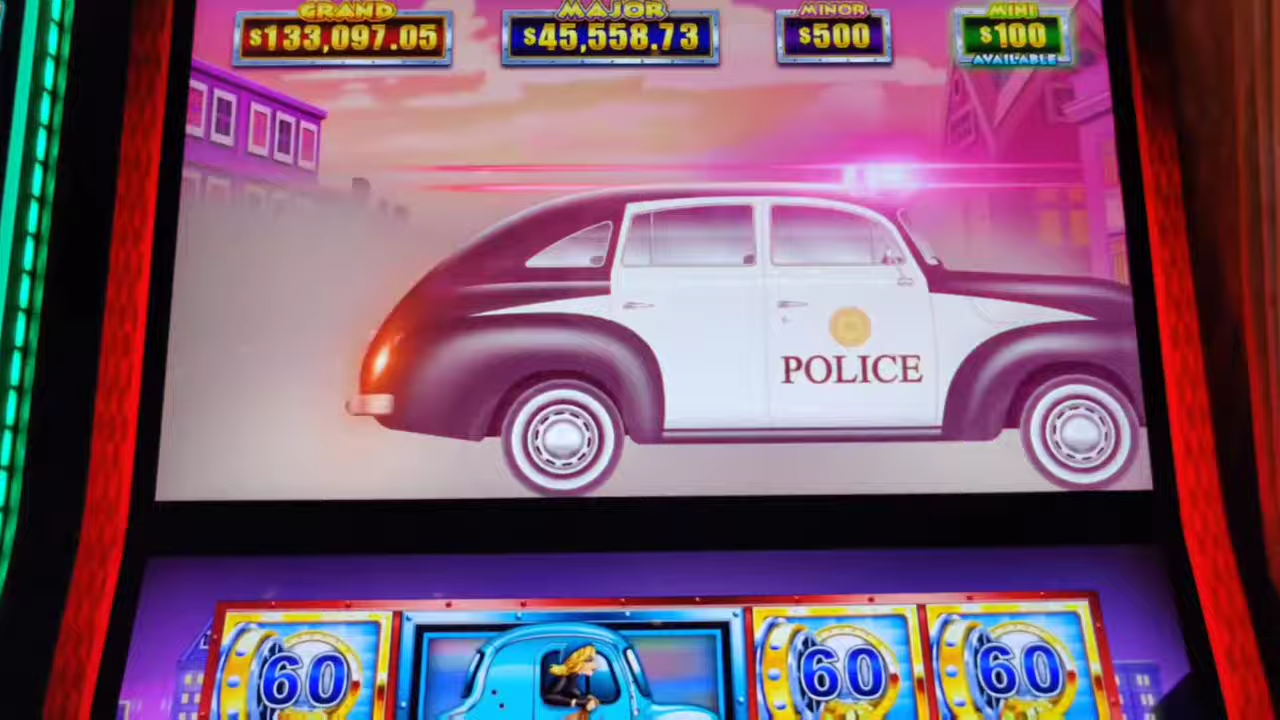 GRAND
$133,097.05
MAJOR
$45,558.73
MINOR
$500
MINI
$100
AVAILABLE
POLICE
60
60
60